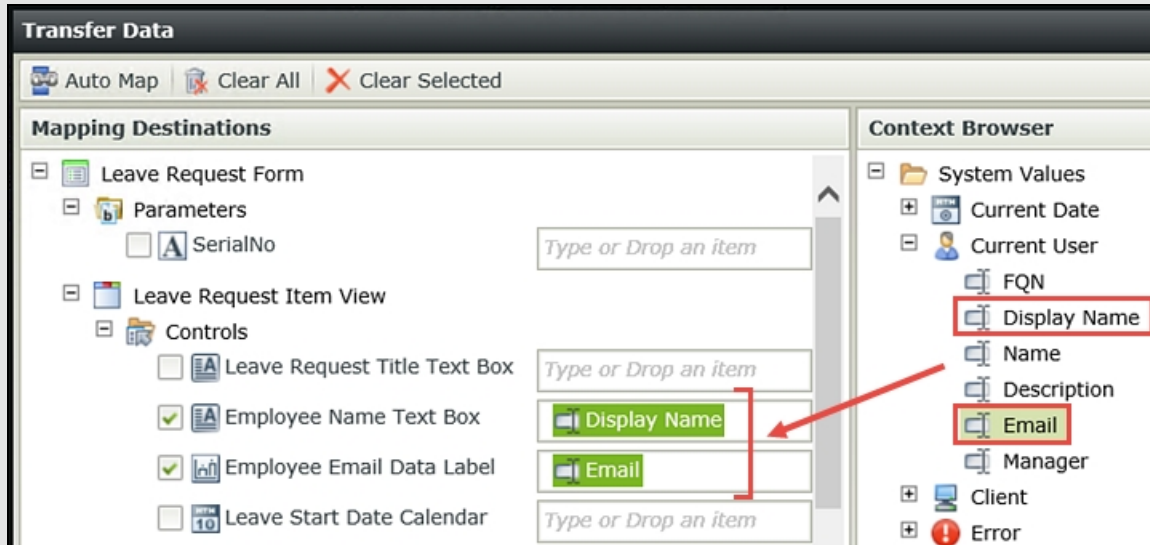 Transfer Data
Auto Map
Clear All
Clear Selected
Mapping Destinations
Leave Request Form
Parameters
SerialNo
Type or Drop an item
Leave Request Item View
Controls
Leave Request Title Text Box
Type or Drop an item
Employee Name Text Box
Display Name
Employee Email Data Label
Email
Leave Start Date Calendar
Type or Drop an item
Context Browser
System Values
Current Date
Current User
FQN
Display Name
Name
Description
Email
Manager
Client
Error